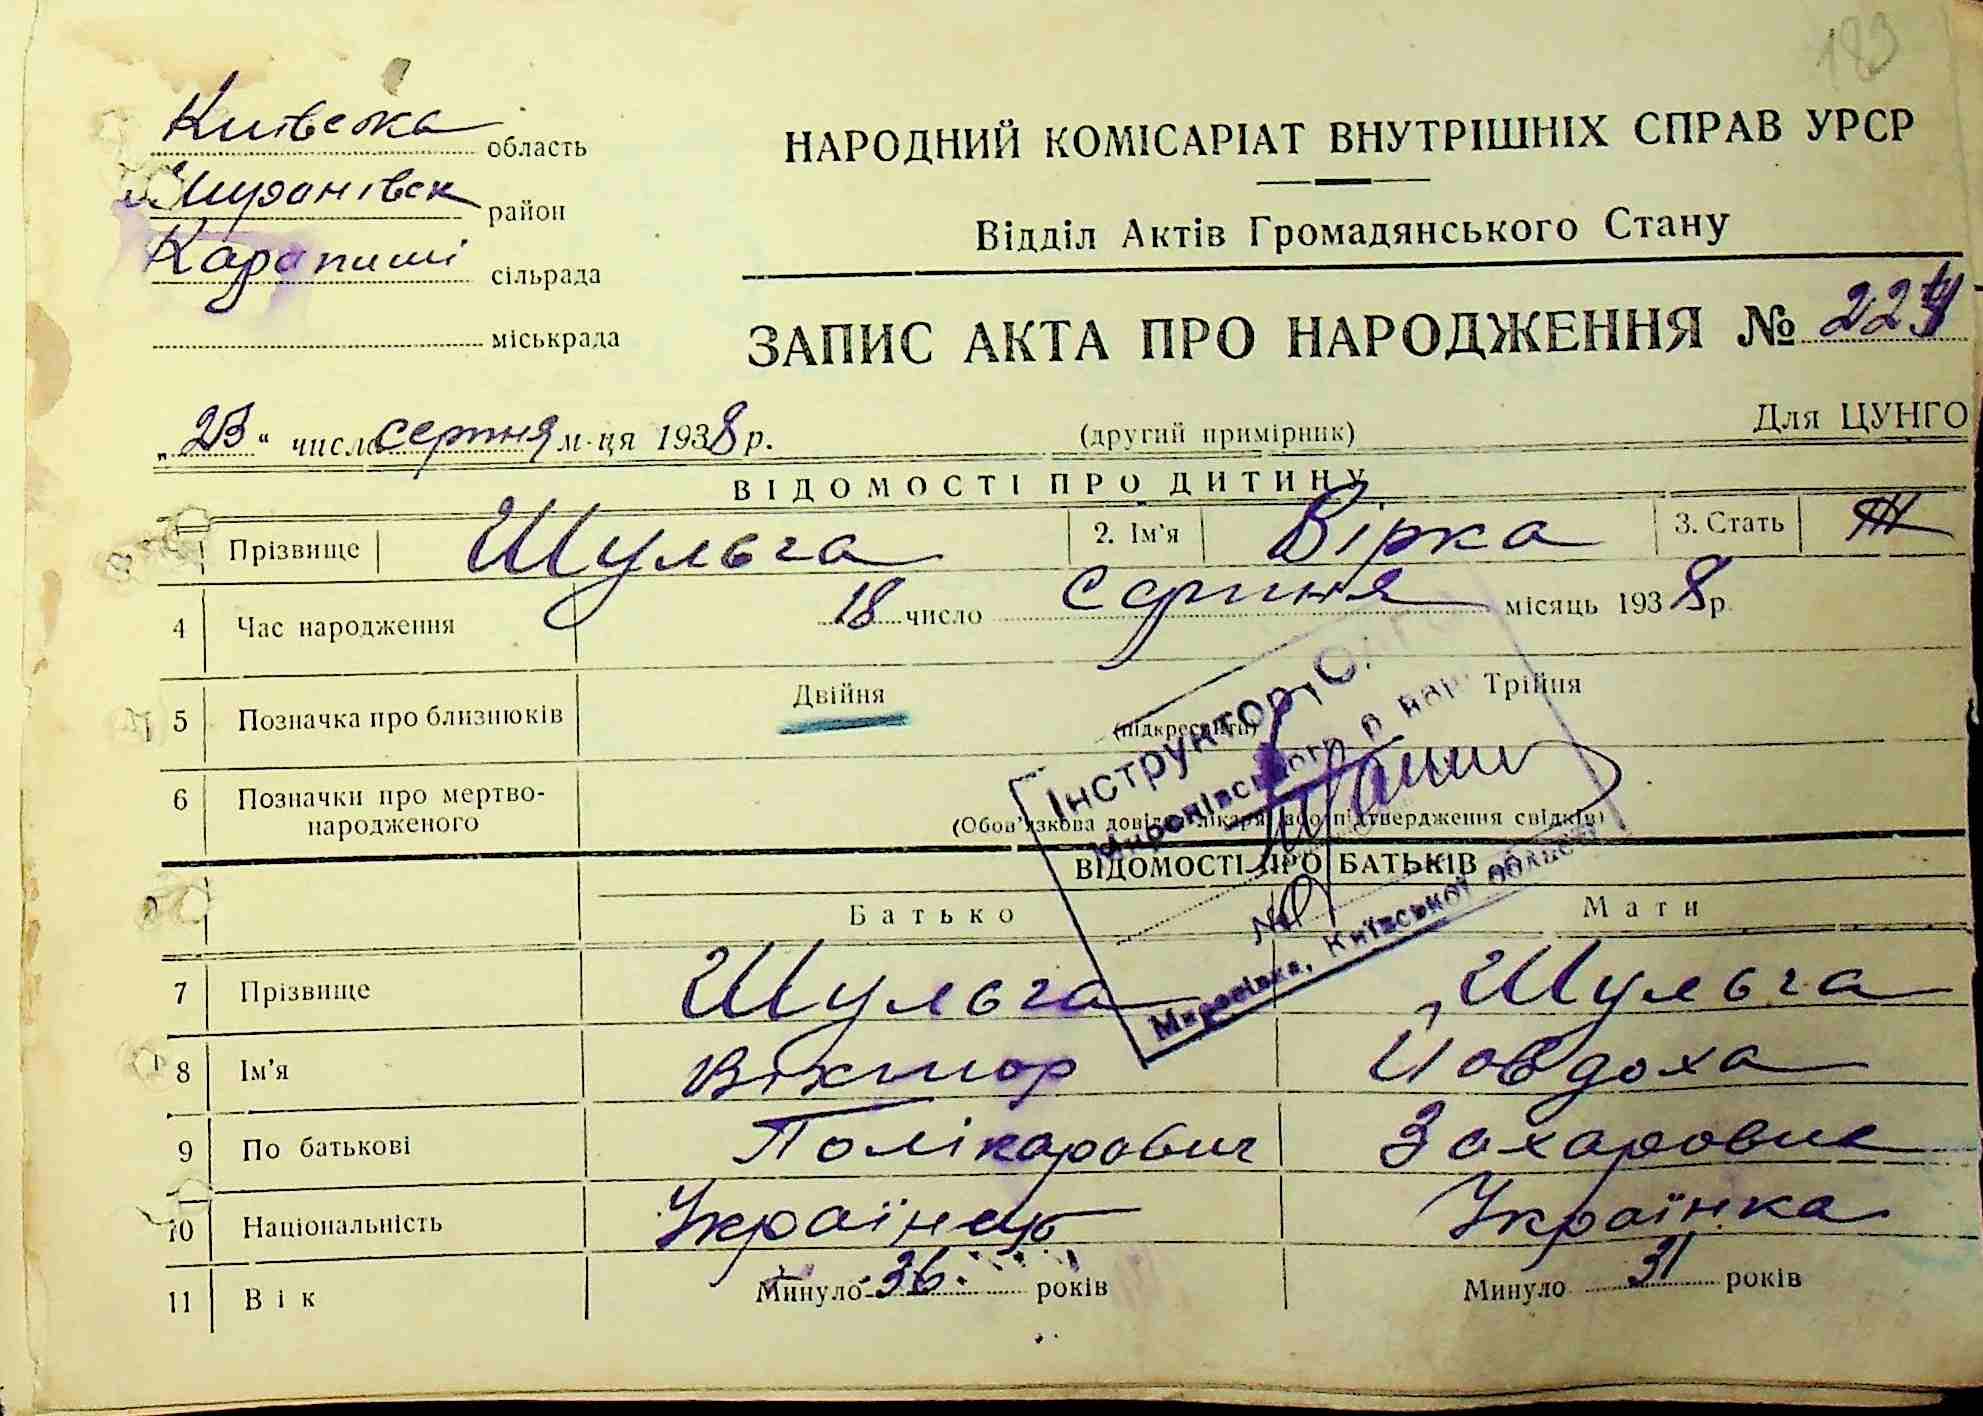 183
Київська область
Миронівськ район
Карапиші сільрада
міськрада
НАРОДНИЙ КОМІСАРІАТ ВНУТРІШНІХ СПРАВ УРСР
Відділ Актів Громадянського Стану
ЗАПИС АКТА ПРО НАРОДЖЕННЯ №
„23“ число серпня м-ця 1938 р.
(другий примірник)
Для ЦУНГО
ВІДОМОСТІ ПРО ДИТИНУ
Прізвище Шульга 2. Ім'я Вірка 3. Стать Ж
4 Час народження 18 число серпня місяць 1938 р.
5 Позначка про близнюків Двійня Трійня
(підкреслити)
6 Позначки про мертво-
народженого
(Обов'язкова довідка лікаря або підтвердження свідків)
Інструктор
Миронівського р
№
Миронівка, Київської області
ВІДОМОСТІ ПРО БАТЬКІВ
Батько Мати
7 Прізвище Шульга Шульга
8 Ім'я Віктор Йовдоха
9 По батькові Полікарович Захаровна
10 Національність Українець Українка
11 Вік Минуло 36 років Минуло 31 років